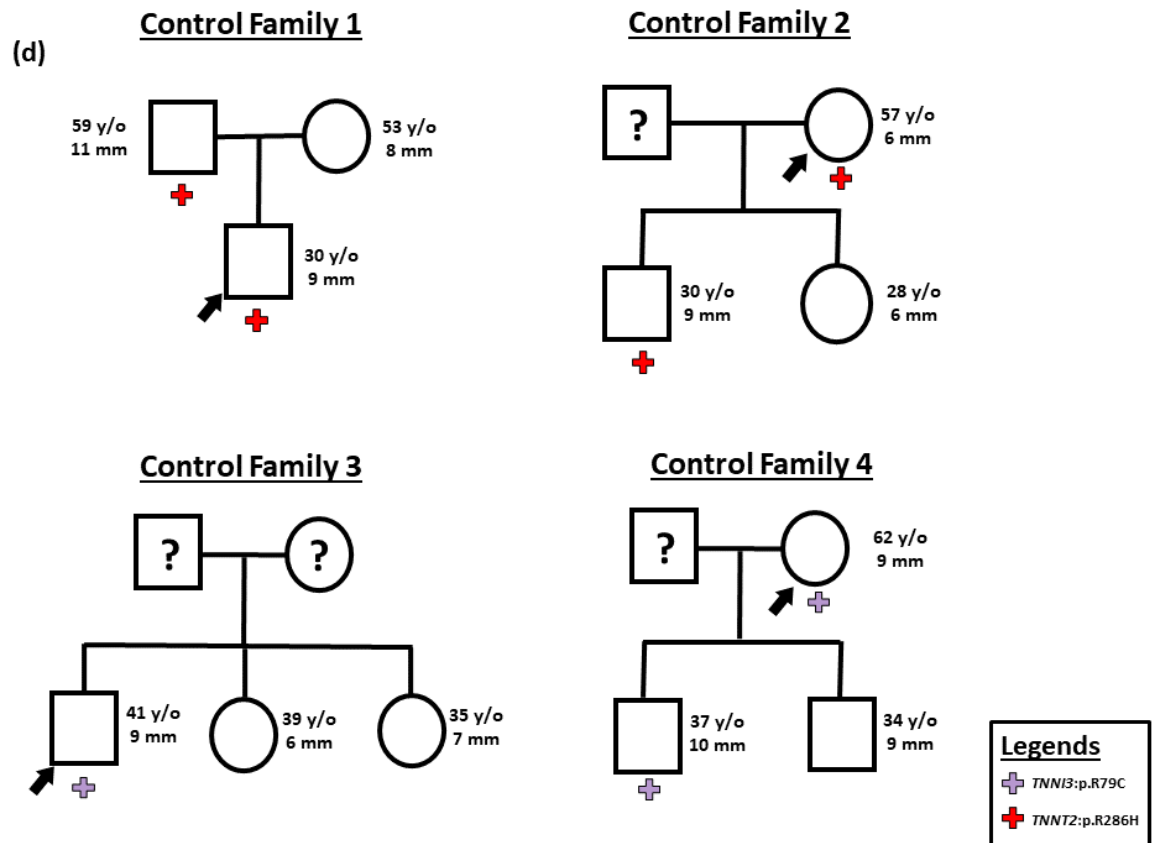 (d)
Control Family 1
59 y/o
11 mm
53 y/o
8 mm
30 y/o
9 mm
Control Family 2
?
57 y/o
6 mm
30 y/o
9 mm
28 y/o
6 mm
Control Family 3
?
?
41 y/o
9 mm
39 y/o
6 mm
35 y/o
7 mm
Control Family 4
?
62 y/o
9 mm
37 y/o
10 mm
34 y/o
9 mm
Legends
TNNI3:p.R79C
TNNT2:p.R286H